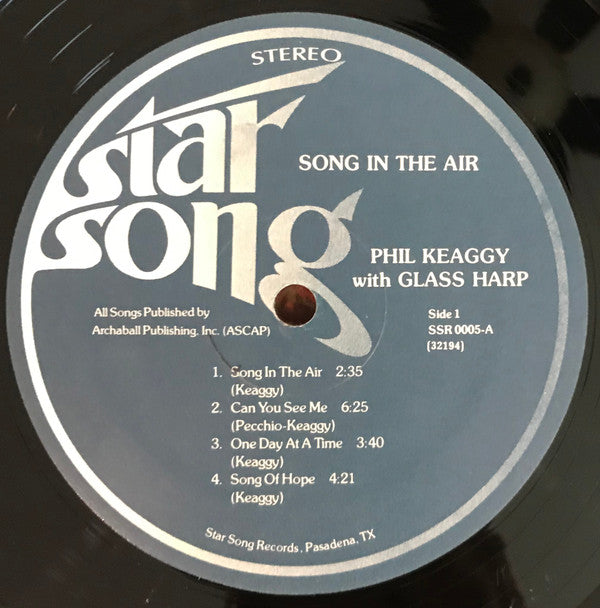 STEREO
star
song
SONG IN THE AIR
PHIL KEAGGY
with GLASS HARP
All Songs Published by
Archaball Publishing, Inc. (ASCAP)
Side 1
SSR 0005-A
(32194)
1. Song In The Air 2:35
(Keaggy)
2. Can You See Me 6:25
(Pecchio-Keaggy)
3. One Day At A Time 3:40
(Keaggy)
4. Song Of Hope 4:21
(Keaggy)
Star Song Records, Pasadena, TX